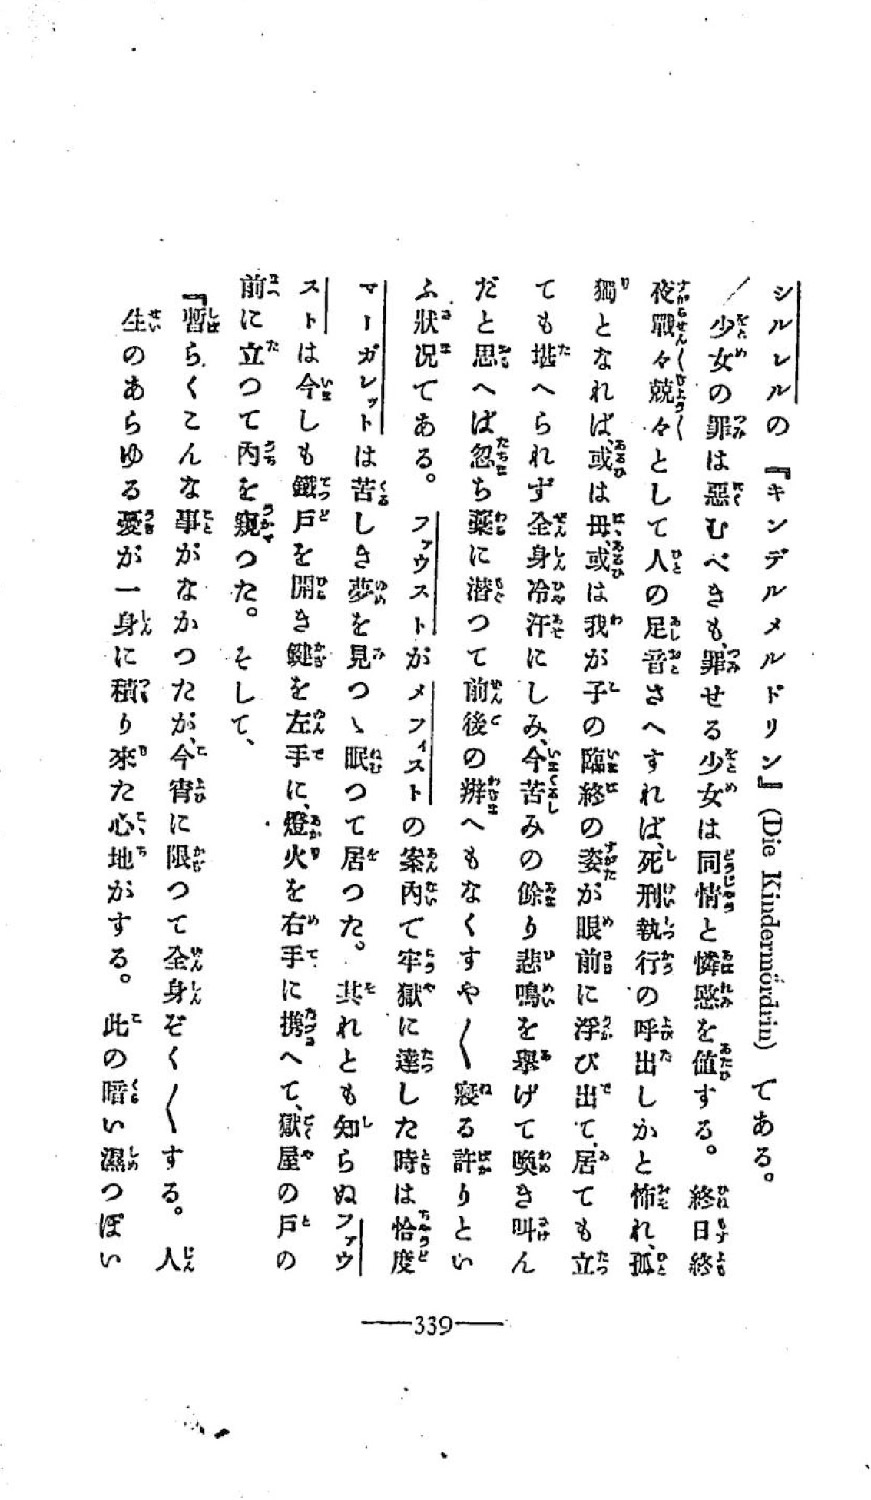 シルレルの『キンデルメルドリン』(Die Kindermördrin) である。
少女の罪は惡むべきも、罪せる少女は同情と憐愍を値する。終日終
夜戰々兢々として人の足音さへすれば、死刑執行の呼出しかと怖れ、孤
獨となれば、或は母、或は我が子の臨終の姿が眼前に浮び出て、居ても立
ても堪へられず全身冷汗にしみ、今苦みの餘り悲鳴を擧げて喚き叫ん
だと思へば忽ち藁に潜つて前後の辨へもなくすや〱寢る許りとい
ふ狀況である。ファウストがメフィストの案內で牢獄に達した時は恰度
マーガレットは苦しき夢を見つゝ眠つて居つた。其れとも知らぬファウ
ストは今しも鐵戶を開き鍵を左手に、燈火を右手に携へて、獄屋の戶の
前に立つて內を窺つた。そして、
『暫らくこんな事がなかつたが、今宵に限つて全身ぞく〱する。人
生のあらゆる憂が一身に積り來た心地がする。此の暗い濕つぽい
339